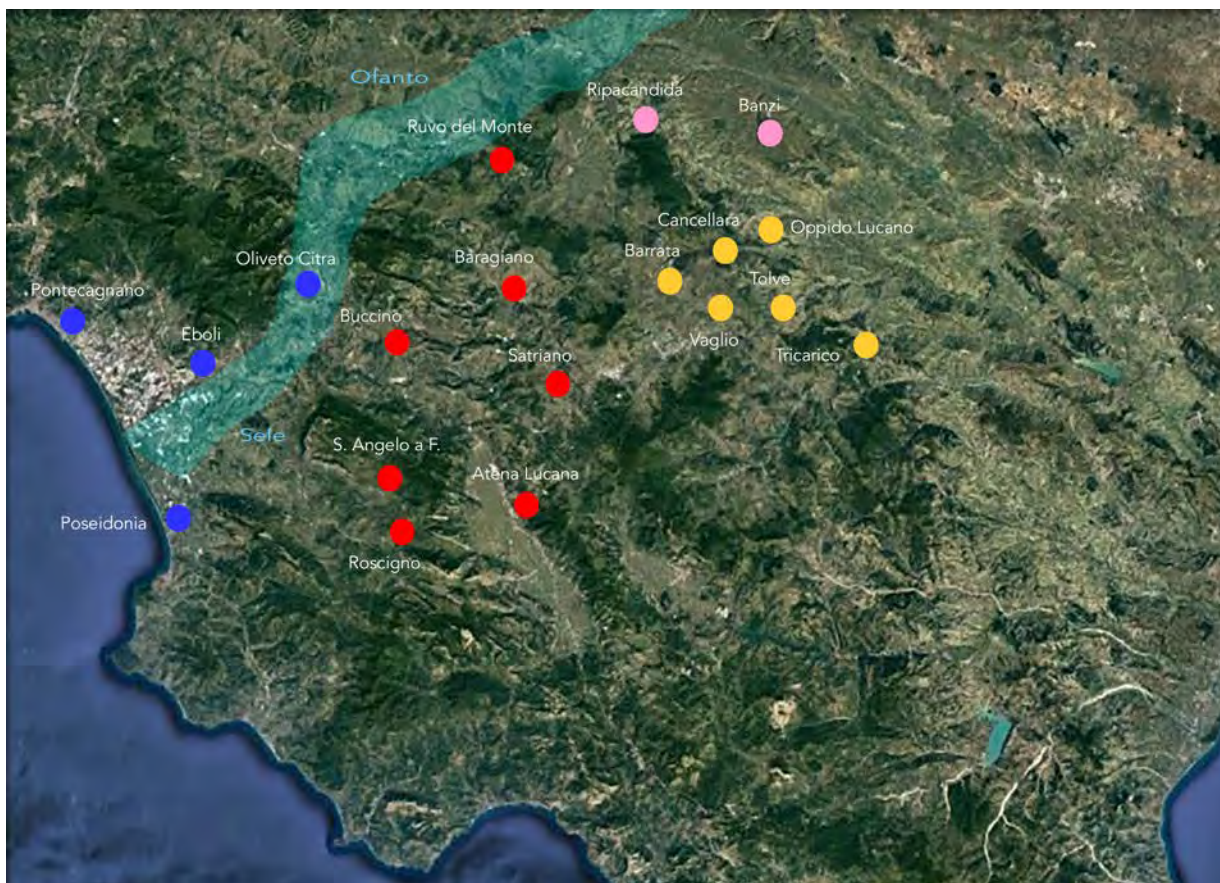 Ofanto
Ripacandida
Banzi
Ruvo del Monte
Cancellara
Oppido Lucano
Oliveto Citra
Baragiano
Barrata
Tolve
Pontecagnano
Buccino
Eboli
Vaglio
Satriano
Tricarico
Sele
S. Angelo a F.
Atena Lucana
Poseidonia
Roscigno